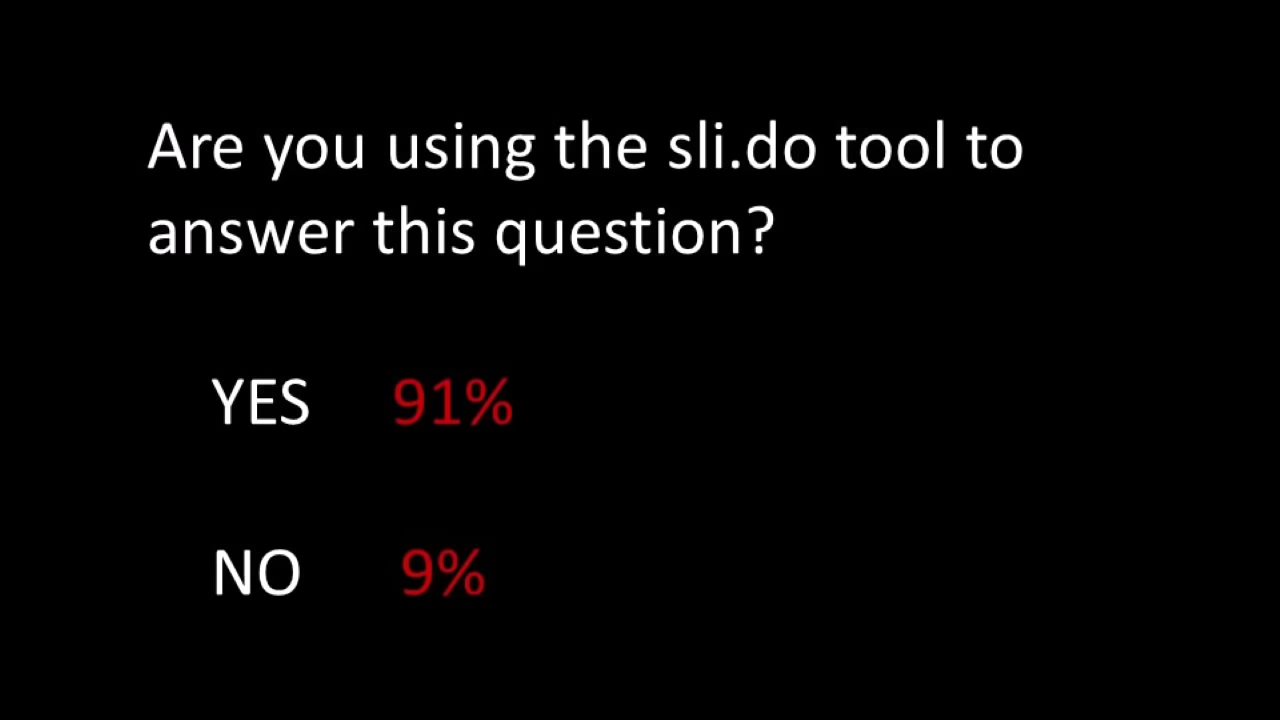 Are you using the sli.do tool to
answer this question?
YES 91%
NO 9%